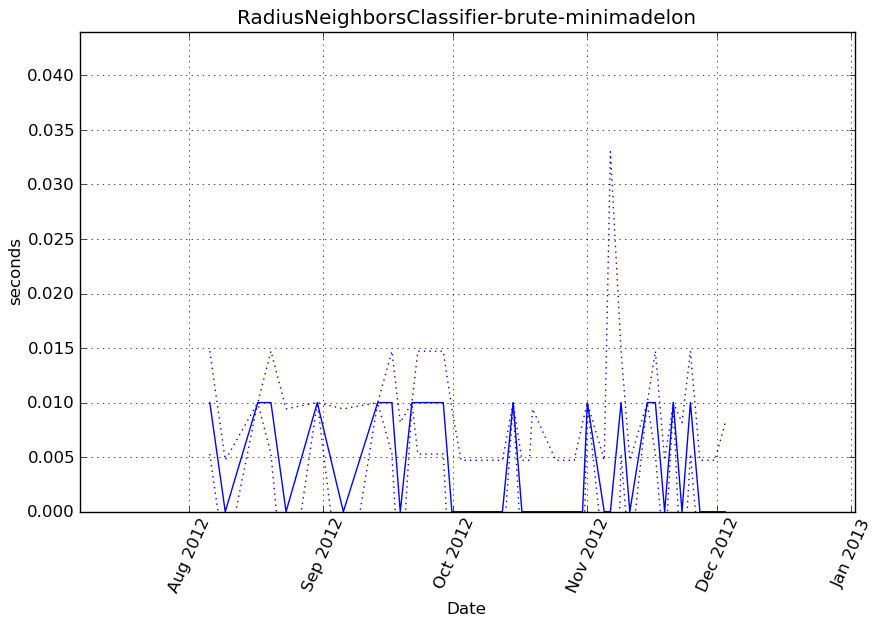 RadiusNeighborsClassifier-brute-minimadelon
0.040
0.035
0.030
0.025
0.020
0.015
0.010
0.005
0.000
seconds
Aug 2012
Sep 2012
Oct 2012
Nov 2012
Dec 2012
Jan 2013
Date